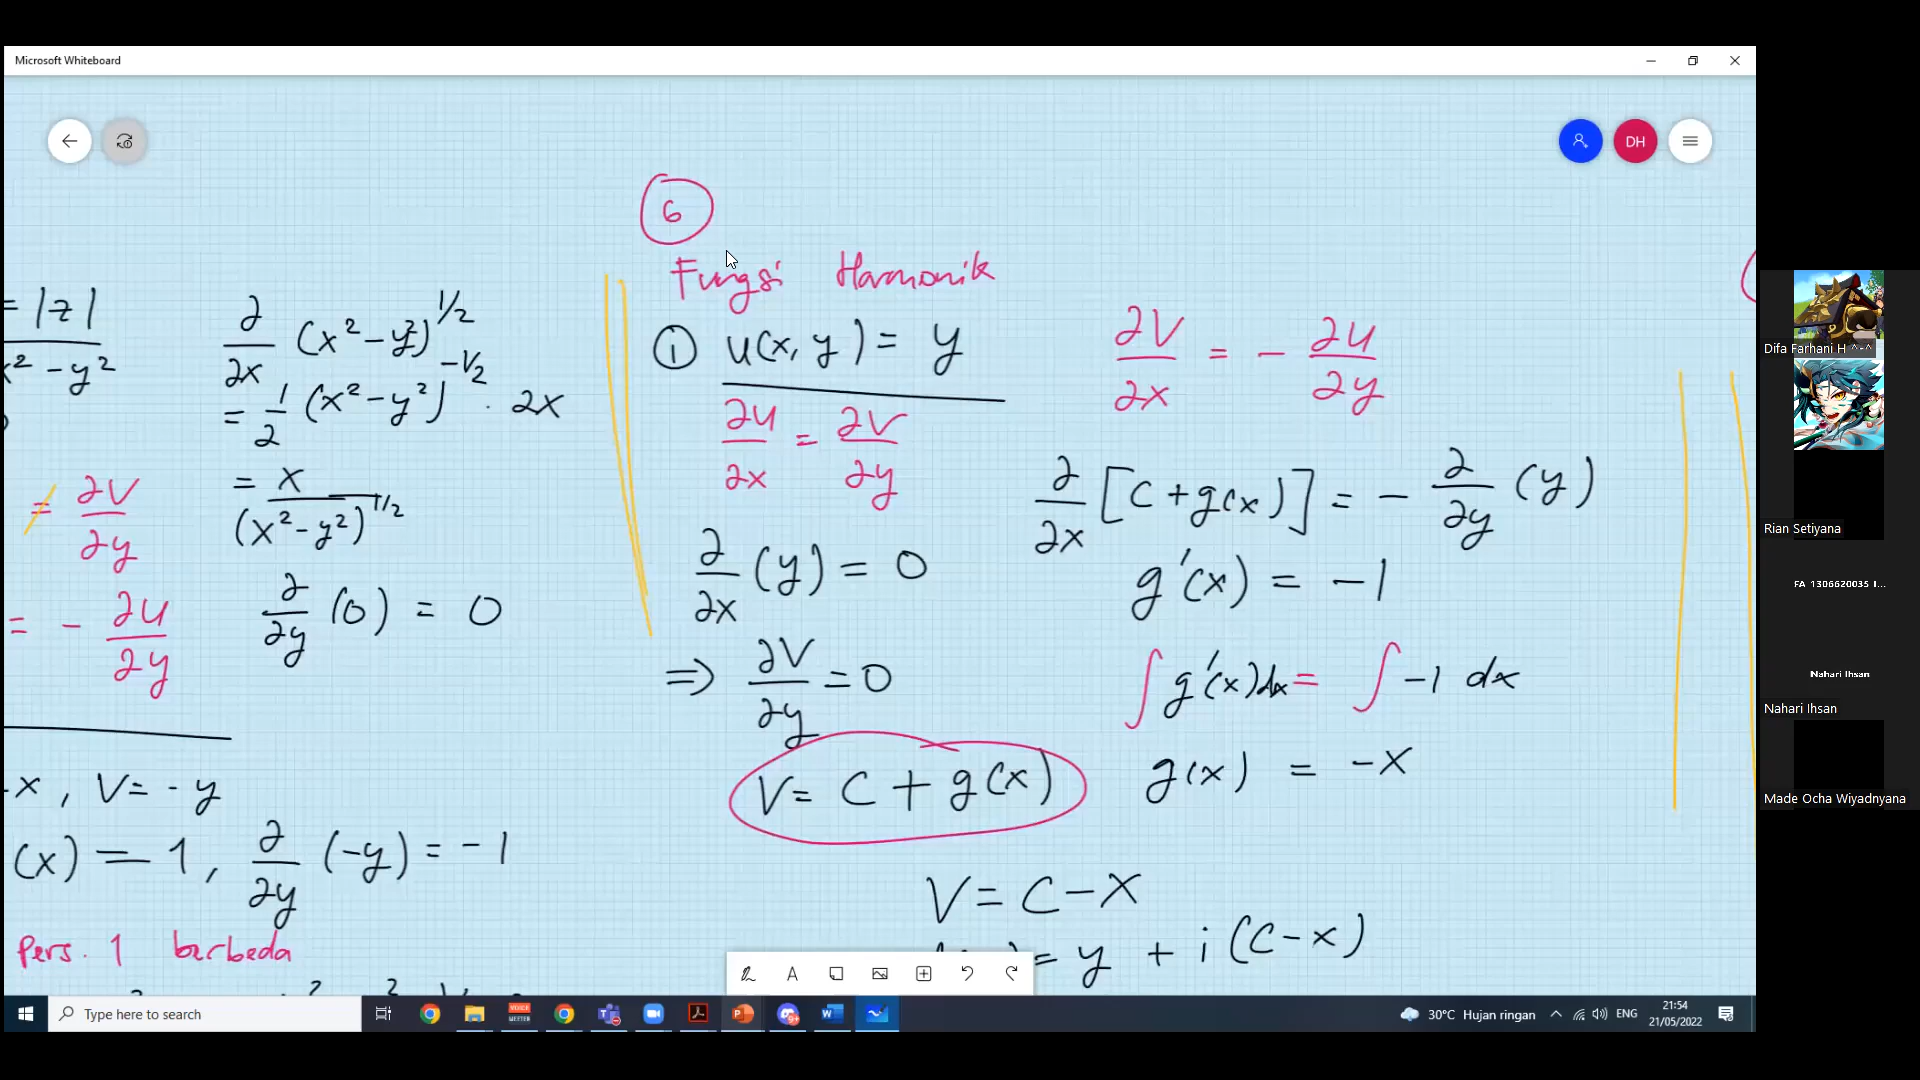 Microsoft Whiteboard
DH
= |z|
x² - y²
∂/∂x (x² - y²)^1/2
= 1/2 (x² - y²)^-1/2 · 2x
= x/(x² - y²)^1/2
= ∂V/∂y
∂/∂y (0) = 0
= - ∂U/∂y
-x, V = -y
(x) = 1, ∂/∂y (-y) = -1
Pers. 1 berbeda
6
Fungsi Harmonik
① u(x, y) = y
∂U/∂x = ∂V/∂y
∂/∂x (y) = 0
⇒ ∂V/∂y = 0
V = C + g(x)
∂V/∂x = - ∂U/∂y
∂/∂x [C + g(x)] = - ∂/∂y (y)
g'(x) = -1
∫ g'(x) dx = ∫ -1 dx
g(x) = -x
V = C - X
= y + i (C - x)
Difa Farhani H ^-^
Rian Setiyana
FA 1306620035 I...
Nahari Ihsan
Nahari Ihsan
Made Ocha Wiyadnyana
Type here to search
30°C Hujan ringan
ENG
21:54
21/05/2022